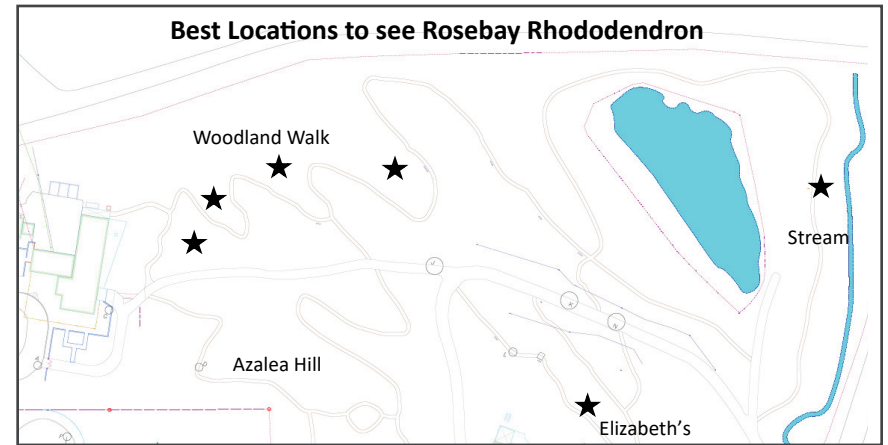 Best Locations to see Rosebay Rhododendron
Woodland Walk
Stream
Azalea Hill
Elizabeth's